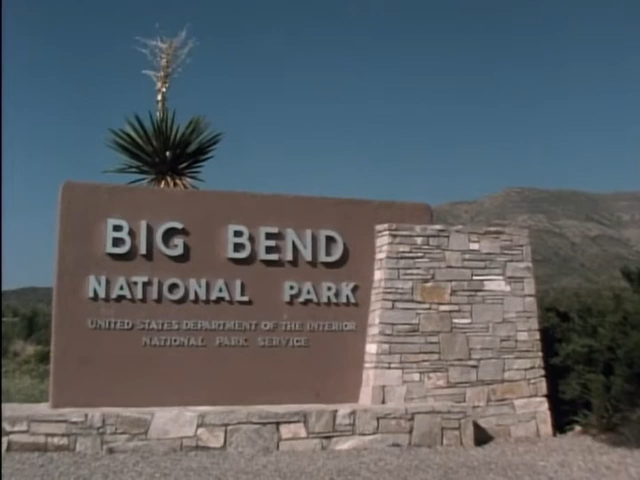 BIG BEND
NATIONAL PARK
UNITED STATES DEPARTMENT OF THE INTERIOR
NATIONAL PARK SERVICE